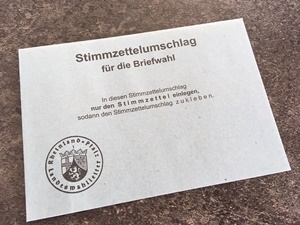 Stimmzettelumschlag
für die Briefwahl
In diesen Stimmzettelumschlag
nur den Stimmzettel einlegen,
sodann den Stimmzettelumschlag zukleben.
Rheinland-Pfalz
Landeswahlleiter